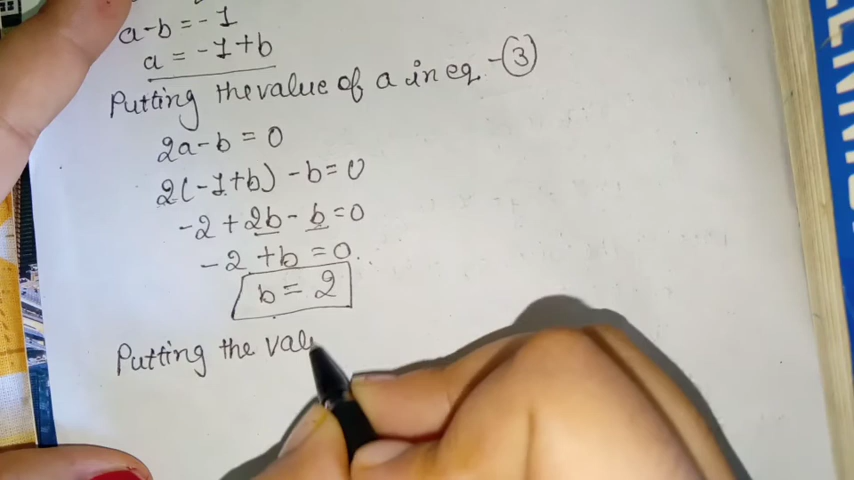 a-b=-1
a = -1+b
Putting the value of a in eq -③
2a-b = 0
2(-1+b) -b=0
-2 +2b- b=0
-2 +b =0
b = 2
Putting the val